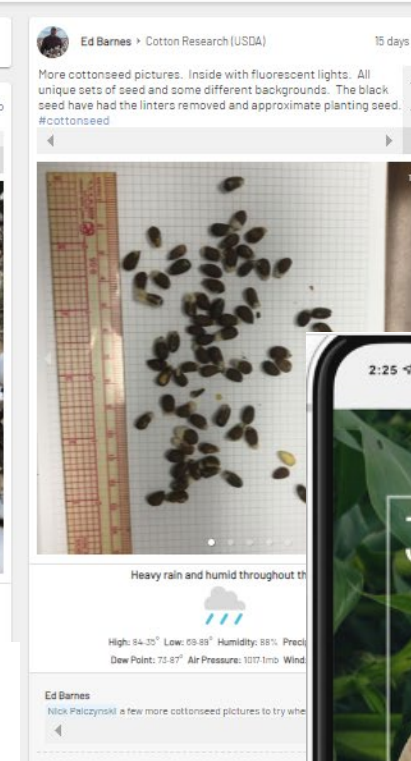 Ed Barnes ▸ Cotton Research (USDA) 15 days
More cottonseed pictures. Inside with fluorescent lights. All
unique sets of seed and some different backgrounds. The black
seed have had the linters removed and approximate planting seed.
#cottonseed
2:25
Heavy rain and humid throughout th
High: 84-35° Low: 69-89° Humidity: 88% Precip
Dew Point: 73-87° Air Pressure: 1017-1mb Wind:
Ed Barnes
Nick Palczynski a few more cottonseed pictures to try whe